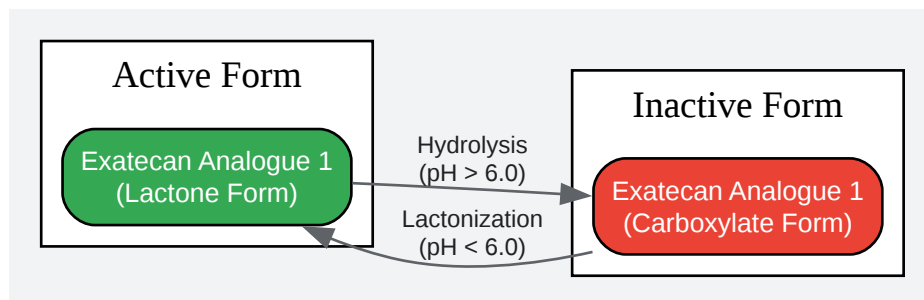 Active Form
Exatecan Analogue 1
(Lactone Form)
Hydrolysis
(pH > 6.0)
Lactonization
(pH < 6.0)
Inactive Form
Exatecan Analogue 1
(Carboxylate Form)